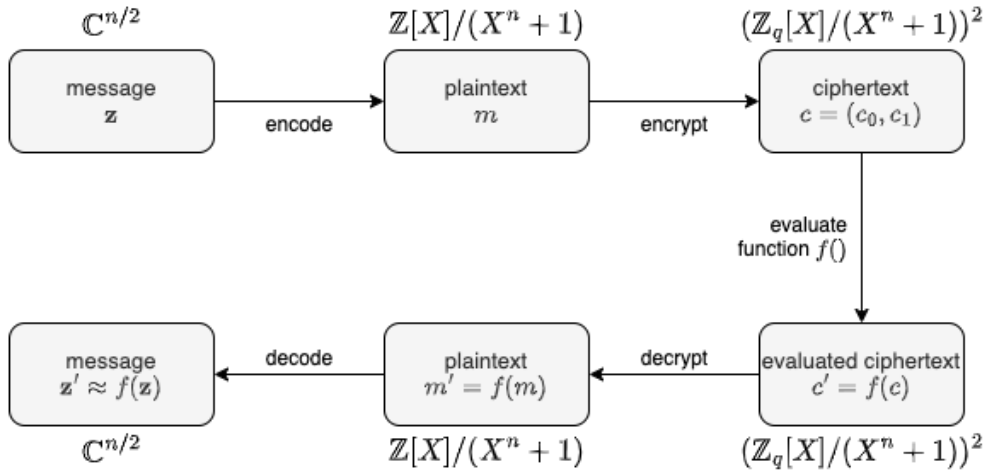 ℂ^{n/2}
ℤ[X]/(X^n + 1)
(ℤ_q[X]/(X^n + 1))^2
message
z
encode
plaintext
m
encrypt
ciphertext
c = (c_0, c_1)
evaluate
function f()
message
z′ ≈ f(z)
decode
plaintext
m′ = f(m)
decrypt
evaluated ciphertext
c′ = f(c)
ℂ^{n/2}
ℤ[X]/(X^n + 1)
(ℤ_q[X]/(X^n + 1))^2